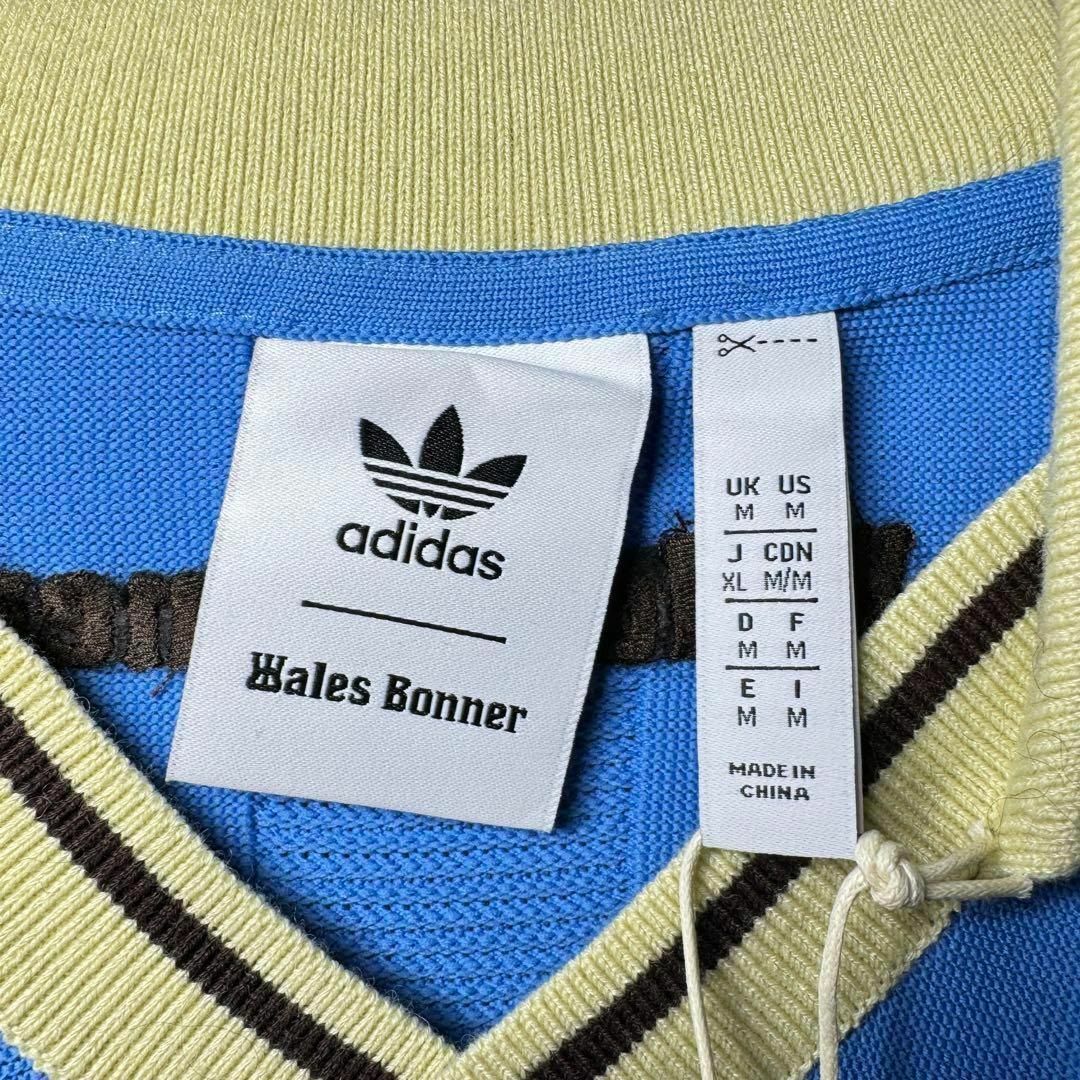 adidas
Wales Bonner
UK US
M M
J CDN
XL M/M
D F
M M
E I
M M
MADE IN
CHINA